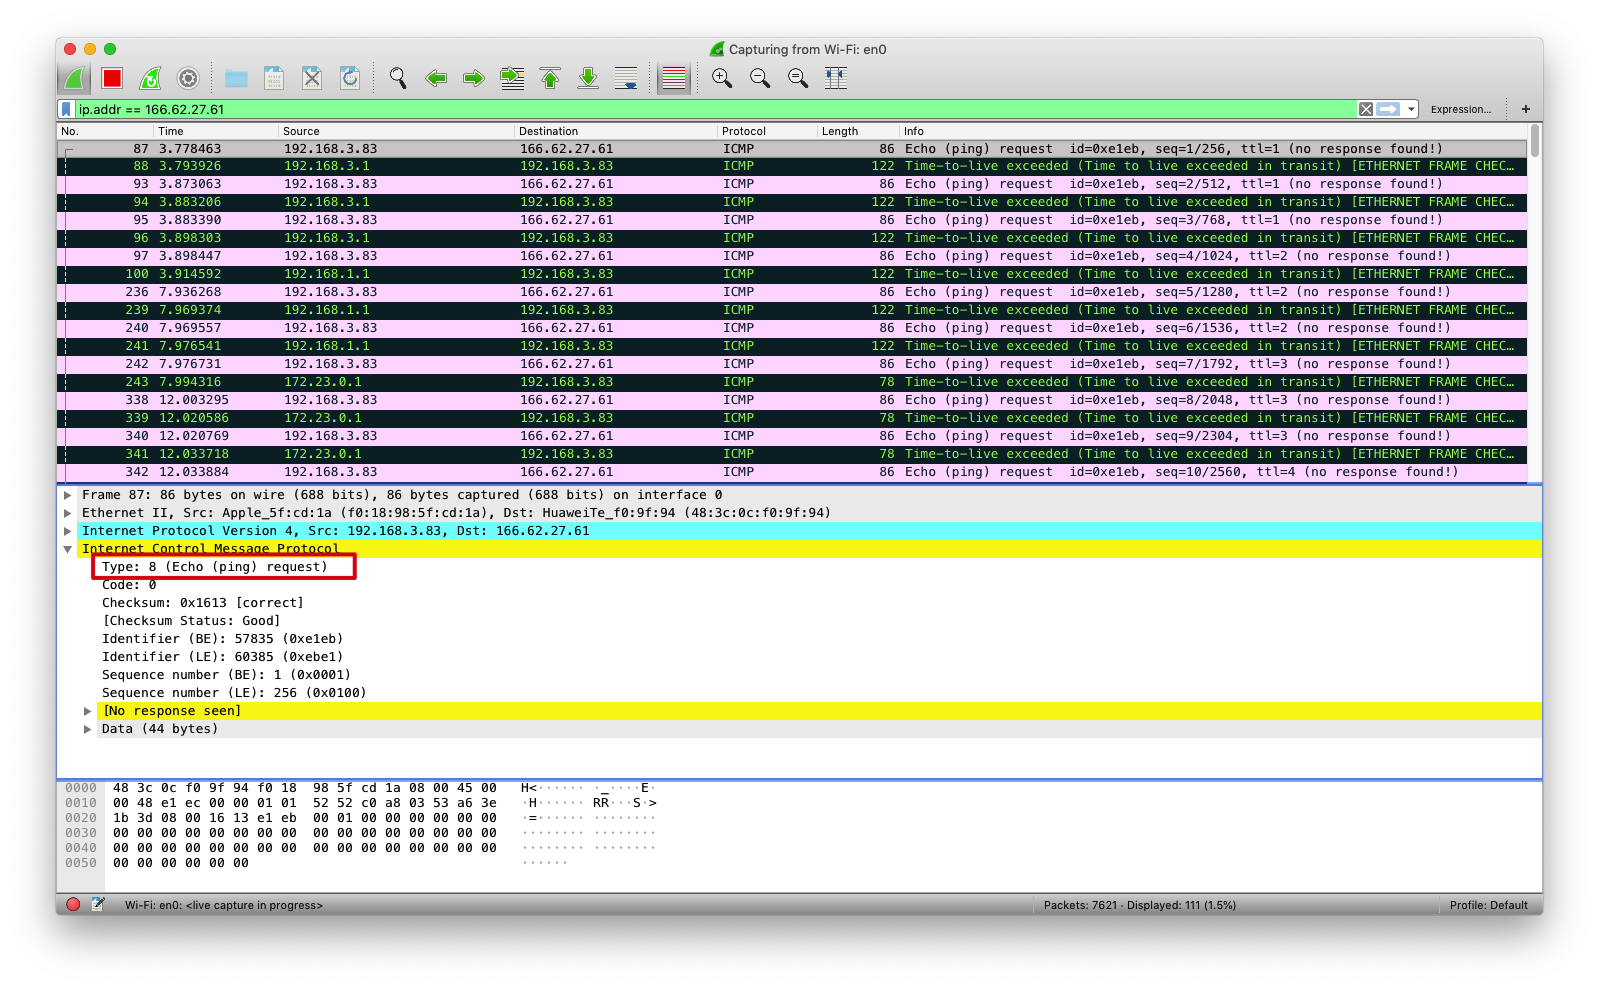 Capturing from Wi-Fi: en0
ip.addr == 166.62.27.61 Expression... +
No. Time Source Destination Protocol Length Info
87 3.778463 192.168.3.83 166.62.27.61 ICMP 86 Echo (ping) request id=0xe1eb, seq=1/256, ttl=1 (no response found!)
88 3.793926 192.168.3.1 192.168.3.83 ICMP 122 Time-to-live exceeded (Time to live exceeded in transit) [ETHERNET FRAME CHEC…
93 3.873063 192.168.3.83 166.62.27.61 ICMP 86 Echo (ping) request id=0xe1eb, seq=2/512, ttl=1 (no response found!)
94 3.883206 192.168.3.1 192.168.3.83 ICMP 122 Time-to-live exceeded (Time to live exceeded in transit) [ETHERNET FRAME CHEC…
95 3.883390 192.168.3.83 166.62.27.61 ICMP 86 Echo (ping) request id=0xe1eb, seq=3/768, ttl=1 (no response found!)
96 3.898303 192.168.3.1 192.168.3.83 ICMP 122 Time-to-live exceeded (Time to live exceeded in transit) [ETHERNET FRAME CHEC…
97 3.898447 192.168.3.83 166.62.27.61 ICMP 86 Echo (ping) request id=0xe1eb, seq=4/1024, ttl=2 (no response found!)
100 3.914592 192.168.1.1 192.168.3.83 ICMP 122 Time-to-live exceeded (Time to live exceeded in transit) [ETHERNET FRAME CHEC…
236 7.936268 192.168.3.83 166.62.27.61 ICMP 86 Echo (ping) request id=0xe1eb, seq=5/1280, ttl=2 (no response found!)
239 7.969374 192.168.1.1 192.168.3.83 ICMP 122 Time-to-live exceeded (Time to live exceeded in transit) [ETHERNET FRAME CHEC…
240 7.969557 192.168.3.83 166.62.27.61 ICMP 86 Echo (ping) request id=0xe1eb, seq=6/1536, ttl=2 (no response found!)
241 7.976541 192.168.1.1 192.168.3.83 ICMP 122 Time-to-live exceeded (Time to live exceeded in transit) [ETHERNET FRAME CHEC…
242 7.976731 192.168.3.83 166.62.27.61 ICMP 86 Echo (ping) request id=0xe1eb, seq=7/1792, ttl=3 (no response found!)
243 7.994316 172.23.0.1 192.168.3.83 ICMP 78 Time-to-live exceeded (Time to live exceeded in transit) [ETHERNET FRAME CHEC…
338 12.003295 192.168.3.83 166.62.27.61 ICMP 86 Echo (ping) request id=0xe1eb, seq=8/2048, ttl=3 (no response found!)
339 12.020586 172.23.0.1 192.168.3.83 ICMP 78 Time-to-live exceeded (Time to live exceeded in transit) [ETHERNET FRAME CHEC…
340 12.020769 192.168.3.83 166.62.27.61 ICMP 86 Echo (ping) request id=0xe1eb, seq=9/2304, ttl=3 (no response found!)
341 12.033718 172.23.0.1 192.168.3.83 ICMP 78 Time-to-live exceeded (Time to live exceeded in transit) [ETHERNET FRAME CHEC…
342 12.033884 192.168.3.83 166.62.27.61 ICMP 86 Echo (ping) request id=0xe1eb, seq=10/2560, ttl=4 (no response found!)
Frame 87: 86 bytes on wire (688 bits), 86 bytes captured (688 bits) on interface 0
Ethernet II, Src: Apple_5f:cd:1a (f0:18:98:5f:cd:1a), Dst: HuaweiTe_f0:9f:94 (48:3c:0c:f0:9f:94)
Internet Protocol Version 4, Src: 192.168.3.83, Dst: 166.62.27.61
Internet Control Message Protocol
Type: 8 (Echo (ping) request)
Code: 0
Checksum: 0x1613 [correct]
[Checksum Status: Good]
Identifier (BE): 57835 (0xe1eb)
Identifier (LE): 60385 (0xebe1)
Sequence number (BE): 1 (0x0001)
Sequence number (LE): 256 (0x0100)
[No response seen]
Data (44 bytes)
0000 48 3c 0c f0 9f 94 f0 18 98 5f cd 1a 08 00 45 00 H<······ ·_····E·
0010 00 48 e1 ec 00 00 01 01 52 52 c0 a8 03 53 a6 3e ·H······ RR···S·>
0020 1b 3d 08 00 16 13 e1 eb 00 01 00 00 00 00 00 00 ·=······ ········
0030 00 00 00 00 00 00 00 00 00 00 00 00 00 00 00 00 ········ ········
0040 00 00 00 00 00 00 00 00 00 00 00 00 00 00 00 00 ········ ········
0050 00 00 00 00 00 00 ······
Wi-Fi: en0: <live capture in progress> Packets: 7621 · Displayed: 111 (1.5%) Profile: Default